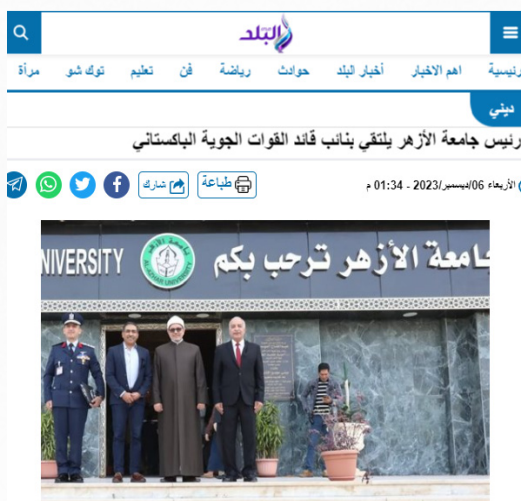 البلد
رئيسية اهم الاخبار أخبار البلد حوادث رياضة فن تعليم توك شو مرأة
ديني
رئيس جامعة الأزهر يلتقي بنائب قائد القوات الجوية الباكستاني
الأربعاء 06/ديسمبر/2023 - 01:34 م
طباعة
شارك
NIVERSITY
جامعة الأزهر ترحب بكم